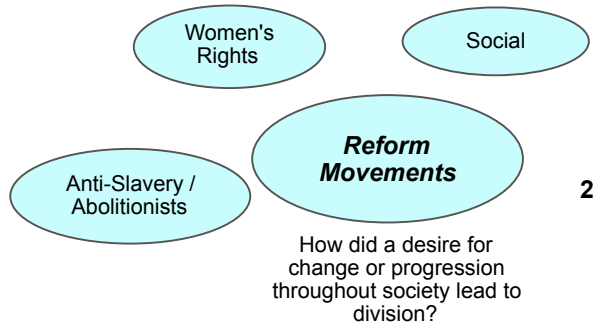 Women's
Rights
Social
Reform
Movements
Anti-Slavery /
Abolitionists
2
How did a desire for
change or progression
throughout society lead to
division?